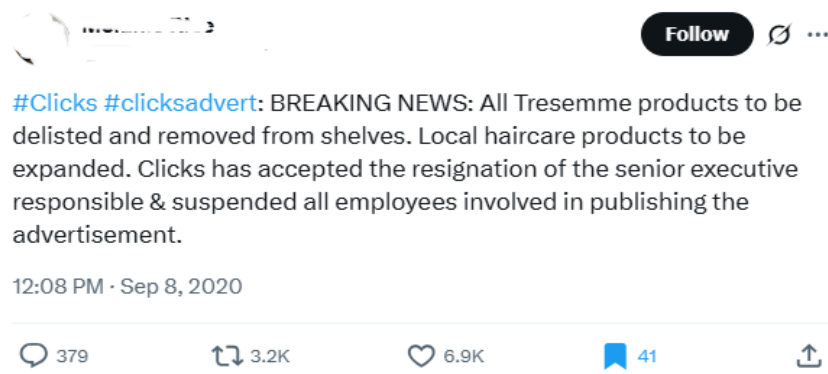 Follow
#Clicks #clicksadvert: BREAKING NEWS: All Tresemme products to be
delisted and removed from shelves. Local haircare products to be
expanded. Clicks has accepted the resignation of the senior executive
responsible & suspended all employees involved in publishing the
advertisement.
12:08 PM · Sep 8, 2020
379 3.2K 6.9K 41